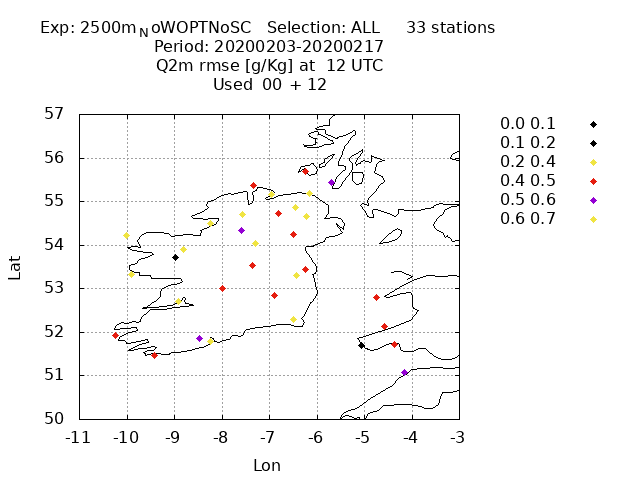 Exp: 2500mNoWOPTNoSC Selection: ALL 33 stations
Period: 20200203-20200217
Q2m rmse [g/Kg] at 12 UTC
Used 00 + 12
57
56
55
54
53
52
51
50
-11 -10 -9 -8 -7 -6 -5 -4 -3
Lat
Lon
0.0 0.1
0.1 0.2
0.2 0.4
0.4 0.5
0.5 0.6
0.6 0.7